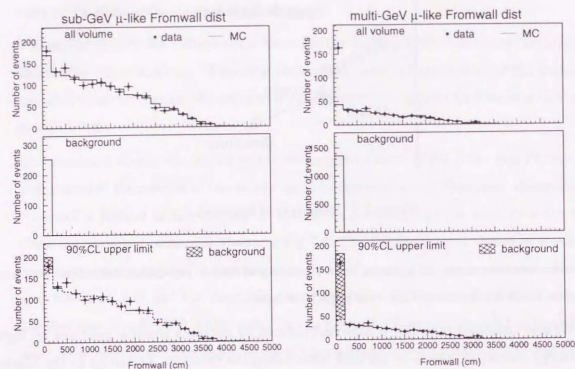 sub-GeV μ-like Fromwall dist
all volume + data — MC
Number of events
200
150
100
50
0
background
Number of events
300
200
100
0
90%CL upper limit background
Number of events
200
150
100
50
0
0 500 1000 1500 2000 2500 3000 3500 4000 4500 5000
Fromwall (cm)
multi-GeV μ-like Fromwall dist
all volume + data — MC
Number of events
200
150
100
50
0
background
Number of events
1500
1000
500
0
90%CL upper limit background
Number of events
200
150
100
50
0
0 500 1000 1500 2000 2500 3000 3500 4000 4500 5000
Fromwall (cm)